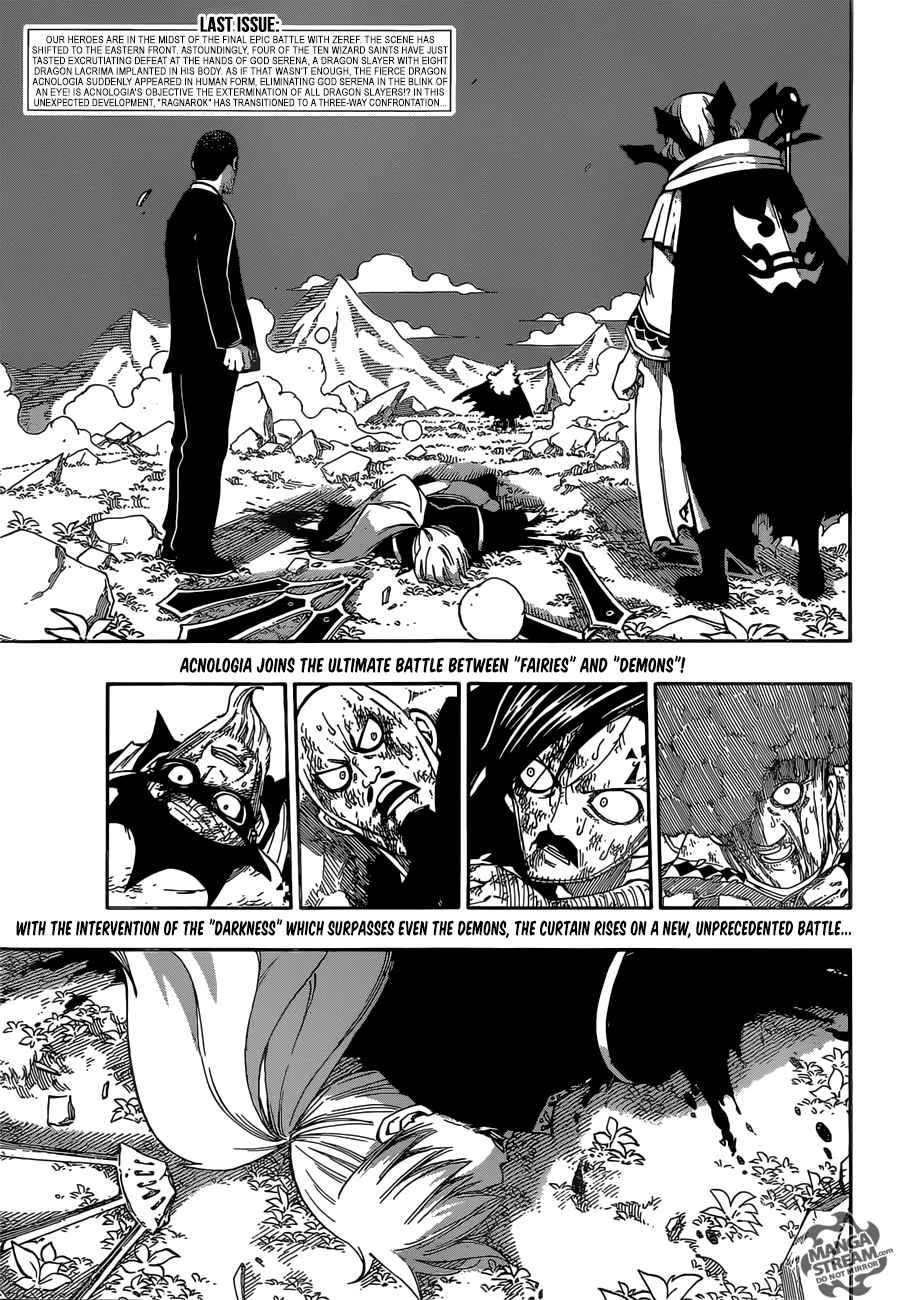 LAST ISSUE:
OUR HEROES ARE IN THE MIDST OF THE FINAL EPIC BATTLE WITH ZEREF. THE SCENE HAS
SHIFTED TO THE EASTERN FRONT. ASTOUNDINGLY, FOUR OF THE TEN WIZARD SAINTS HAVE JUST
TASTED EXCRUTIATING DEFEAT AT THE HANDS OF GOD SERENA, A DRAGON SLAYER WITH EIGHT
DRAGON LACRIMA IMPLANTED IN HIS BODY. AS IF THAT WASN'T ENOUGH, THE FIERCE DRAGON
ACNOLOGIA SUDDENLY APPEARED IN HUMAN FORM, ELIMINATING GOD SERENA IN THE BLINK OF
AN EYE! IS ACNOLOGIA'S OBJECTIVE THE EXTERMINATION OF ALL DRAGON SLAYERS!? IN THIS
UNEXPECTED DEVELOPMENT, "RAGNAROK" HAS TRANSITIONED TO A THREE-WAY CONFRONTATION...
ACNOLOGIA JOINS THE ULTIMATE BATTLE BETWEEN "FAIRIES" AND "DEMONS"!
WITH THE INTERVENTION OF THE "DARKNESS" WHICH SURPASSES EVEN THE DEMONS, THE CURTAIN RISES ON A NEW, UNPRECEDENTED BATTLE...
MANGA
STREAM.com
DO NOT MIRROR!